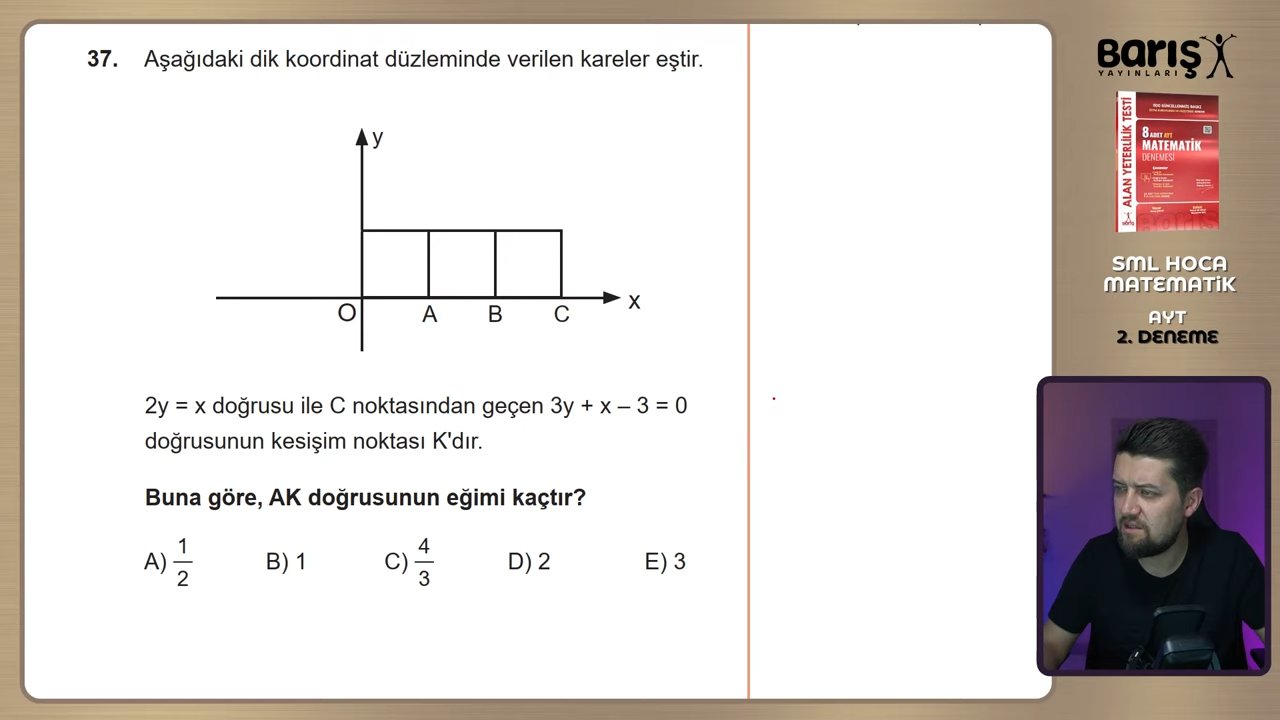 37. Aşağıdaki dik koordinat düzleminde verilen kareler eştir.
y
O A B C x
2y = x doğrusu ile C noktasından geçen 3y + x – 3 = 0
doğrusunun kesişim noktası K'dır.
Buna göre, AK doğrusunun eğimi kaçtır?
A) 1/2 B) 1 C) 4/3 D) 2 E) 3
BARIŞ
YAYINLARI
ALAN YETERLİLİK TESTİ
8 ADET AYT
MATEMATİK
DENEMESİ
SML HOCA
MATEMATİK
AYT
2. DENEME